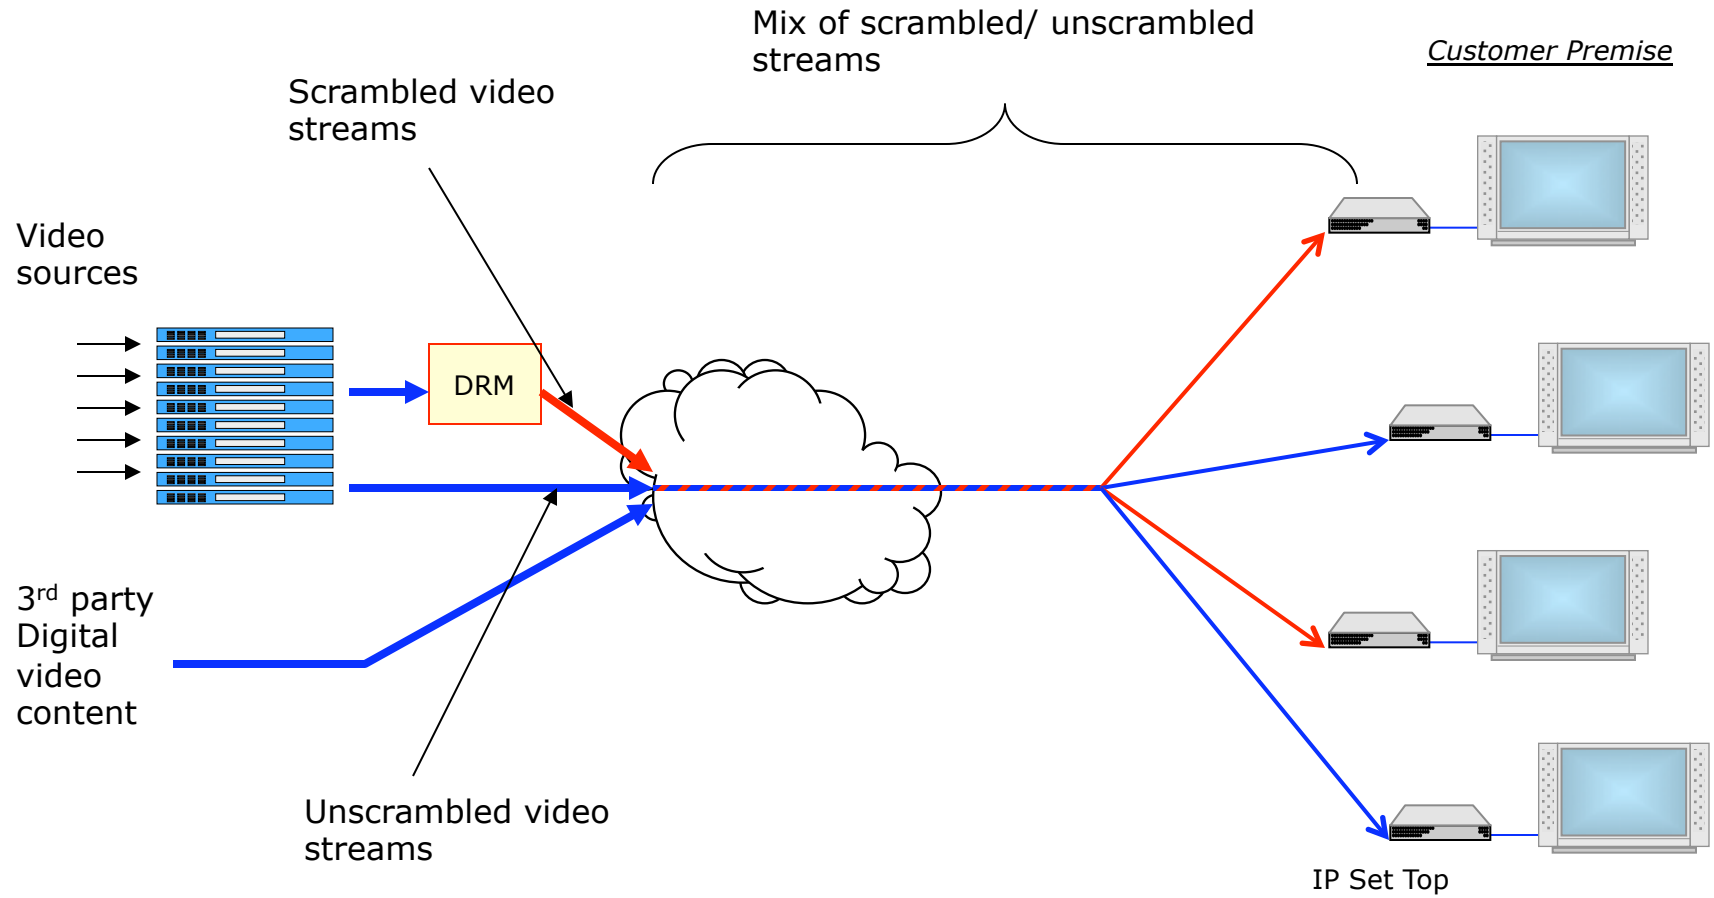 Mix of scrambled/ unscrambled
streams
Customer Premise
Scrambled video
streams
Video
sources
DRM
3rd party
Digital
video
content
Unscrambled video
streams
IP Set Top